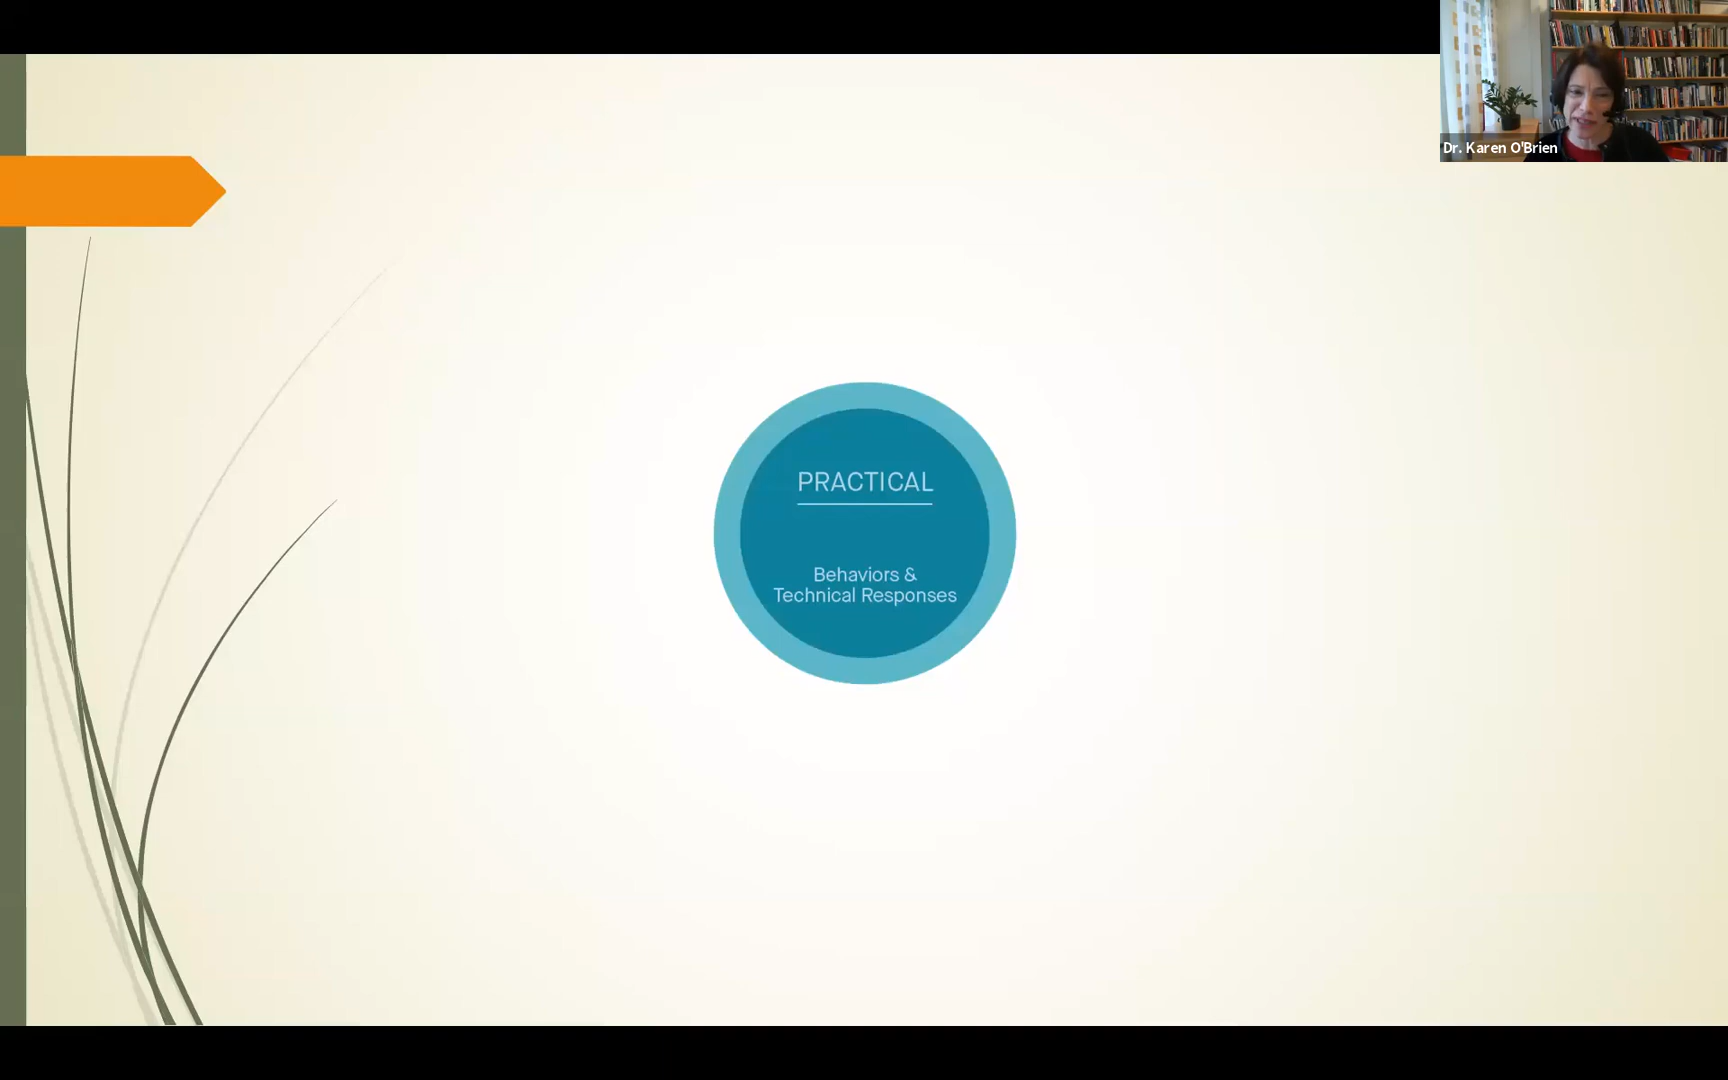 Dr. Karen O'Brien
PRACTICAL
Behaviors &
Technical Responses